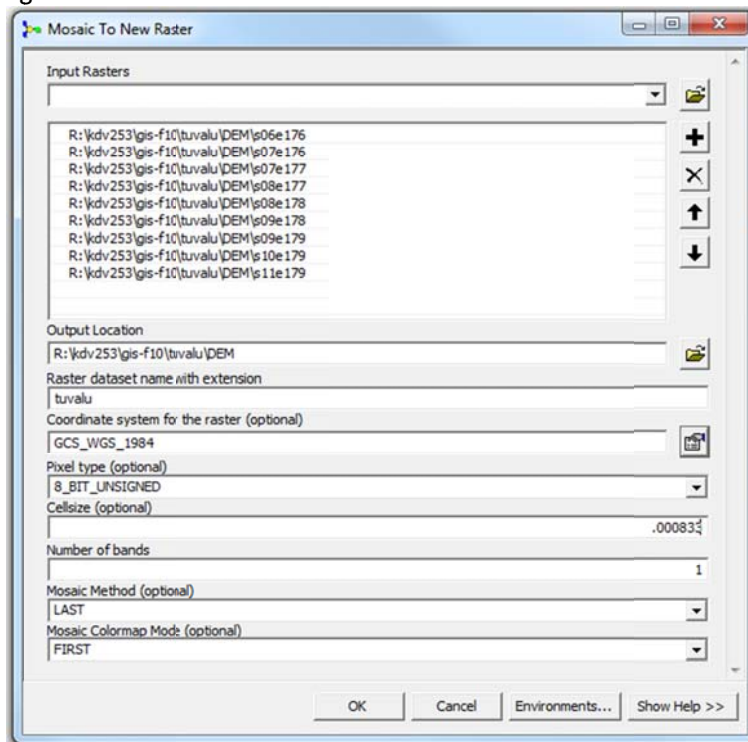 Mosaic To New Raster
Input Rasters
R:\kdv253\gis-f10\tuvalu\DEM\s06e176
R:\kdv253\gis-f10\tuvalu\DEM\s07e176
R:\kdv253\gis-f10\tuvalu\DEM\s07e177
R:\kdv253\gis-f10\tuvalu\DEM\s08e177
R:\kdv253\gis-f10\tuvalu\DEM\s08e178
R:\kdv253\gis-f10\tuvalu\DEM\s09e178
R:\kdv253\gis-f10\tuvalu\DEM\s09e179
R:\kdv253\gis-f10\tuvalu\DEM\s10e179
R:\kdv253\gis-f10\tuvalu\DEM\s11e179
Output Location
R:\kdv253\gis-f10\tuvalu\DEM
Raster dataset name with extension
tuvalu
Coordinate system for the raster (optional)
GCS_WGS_1984
Pixel type (optional)
8_BIT_UNSIGNED
Cellsize (optional)
.000833
Number of bands
1
Mosaic Method (optional)
LAST
Mosaic Colormap Mode (optional)
FIRST
OK Cancel Environments... Show Help >>